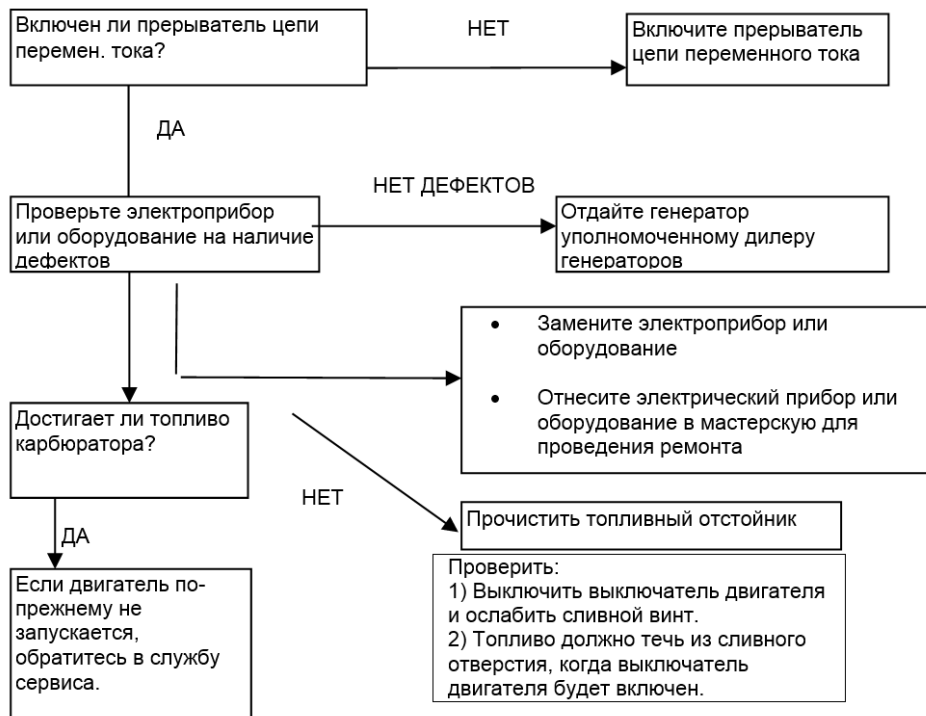 Включен ли прерыватель цепи
перемен. тока?
НЕТ
Включите прерыватель
цепи переменного тока
ДА
Проверьте электроприбор
или оборудование на наличие
дефектов
НЕТ ДЕФЕКТОВ
Отдайте генератор
уполномоченному дилеру
генераторов
• Замените электроприбор или
оборудование
• Отнесите электрический прибор или
оборудование в мастерскую для
проведения ремонта
Достигает ли топливо
карбюратора?
НЕТ
Прочистить топливный отстойник
ДА
Если двигатель по-
прежнему не
запускается,
обратитесь в службу
сервиса.
Проверить:
1) Выключить выключатель двигателя
и ослабить сливной винт.
2) Топливо должно течь из сливного
отверстия, когда выключатель
двигателя будет включен.